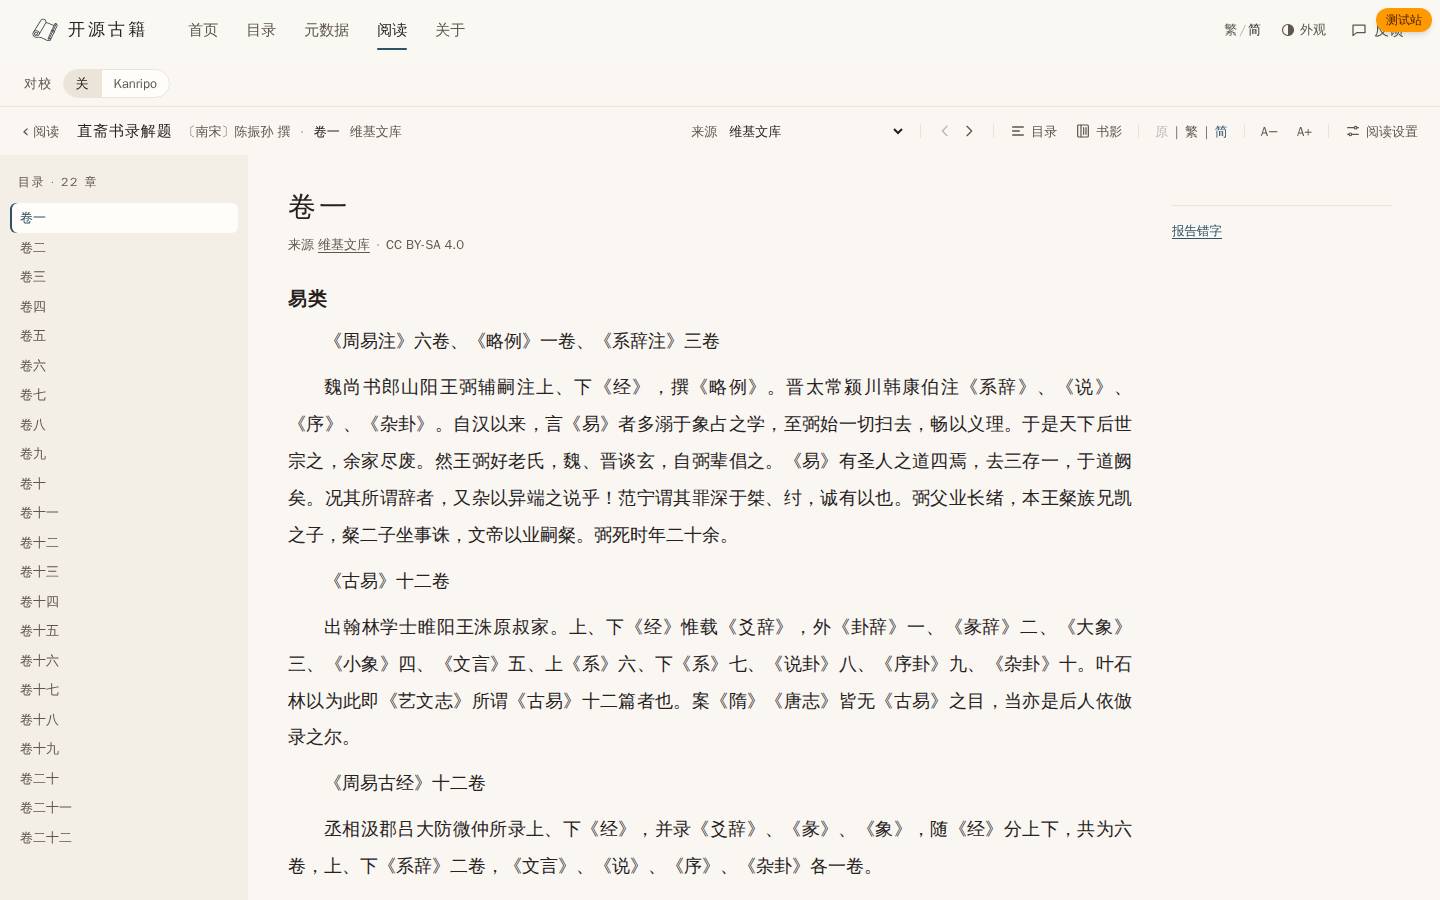 开源古籍
首页 目录 元数据 阅读 关于
繁 / 简 外观
测试站
对校 关 Kanripo
阅读 直斋书录解题 〔南宋〕陈振孙 撰 · 卷一 维基文库
来源 维基文库 目录 书影 原 | 繁 | 简 A− A+ 阅读设置
目录 · 22 章
卷一
卷二
卷三
卷四
卷五
卷六
卷七
卷八
卷九
卷十
卷十一
卷十二
卷十三
卷十四
卷十五
卷十六
卷十七
卷十八
卷十九
卷二十
卷二十一
卷二十二
卷一
来源 维基文库 · CC BY-SA 4.0
易类
《周易注》六卷、《略例》一卷、《系辞注》三卷
魏尚书郎山阳王弼辅嗣注上、下《经》，撰《略例》。晋太常颍川韩康伯注《系辞》、《说》、
《序》、《杂卦》。自汉以来，言《易》者多溺于象占之学，至弼始一切扫去，畅以义理。于是天下后世
宗之，余家尽废。然王弼好老氏，魏、晋谈玄，自弼辈倡之。《易》有圣人之道四焉，去三存一，于道阙
矣。况其所谓辞者，又杂以异端之说乎！范宁谓其罪深于桀、纣，诚有以也。弼父业长绪，本王粲族兄凯
之子，粲二子坐事诛，文帝以业嗣粲。弼死时年二十余。
《古易》十二卷
出翰林学士睢阳王洙原叔家。上、下《经》惟载《爻辞》，外《卦辞》一、《彖辞》二、《大象》
三、《小象》四、《文言》五、上《系》六、下《系》七、《说卦》八、《序卦》九、《杂卦》十。叶石
林以为此即《艺文志》所谓《古易》十二篇者也。案《隋》《唐志》皆无《古易》之目，当亦是后人依倣
录之尔。
《周易古经》十二卷
丞相汲郡吕大防微仲所录上、下《经》，并录《爻辞》、《彖》、《象》，随《经》分上下，共为六
卷，上、下《系辞》二卷，《文言》、《说》、《序》、《杂卦》各一卷。
报告错字